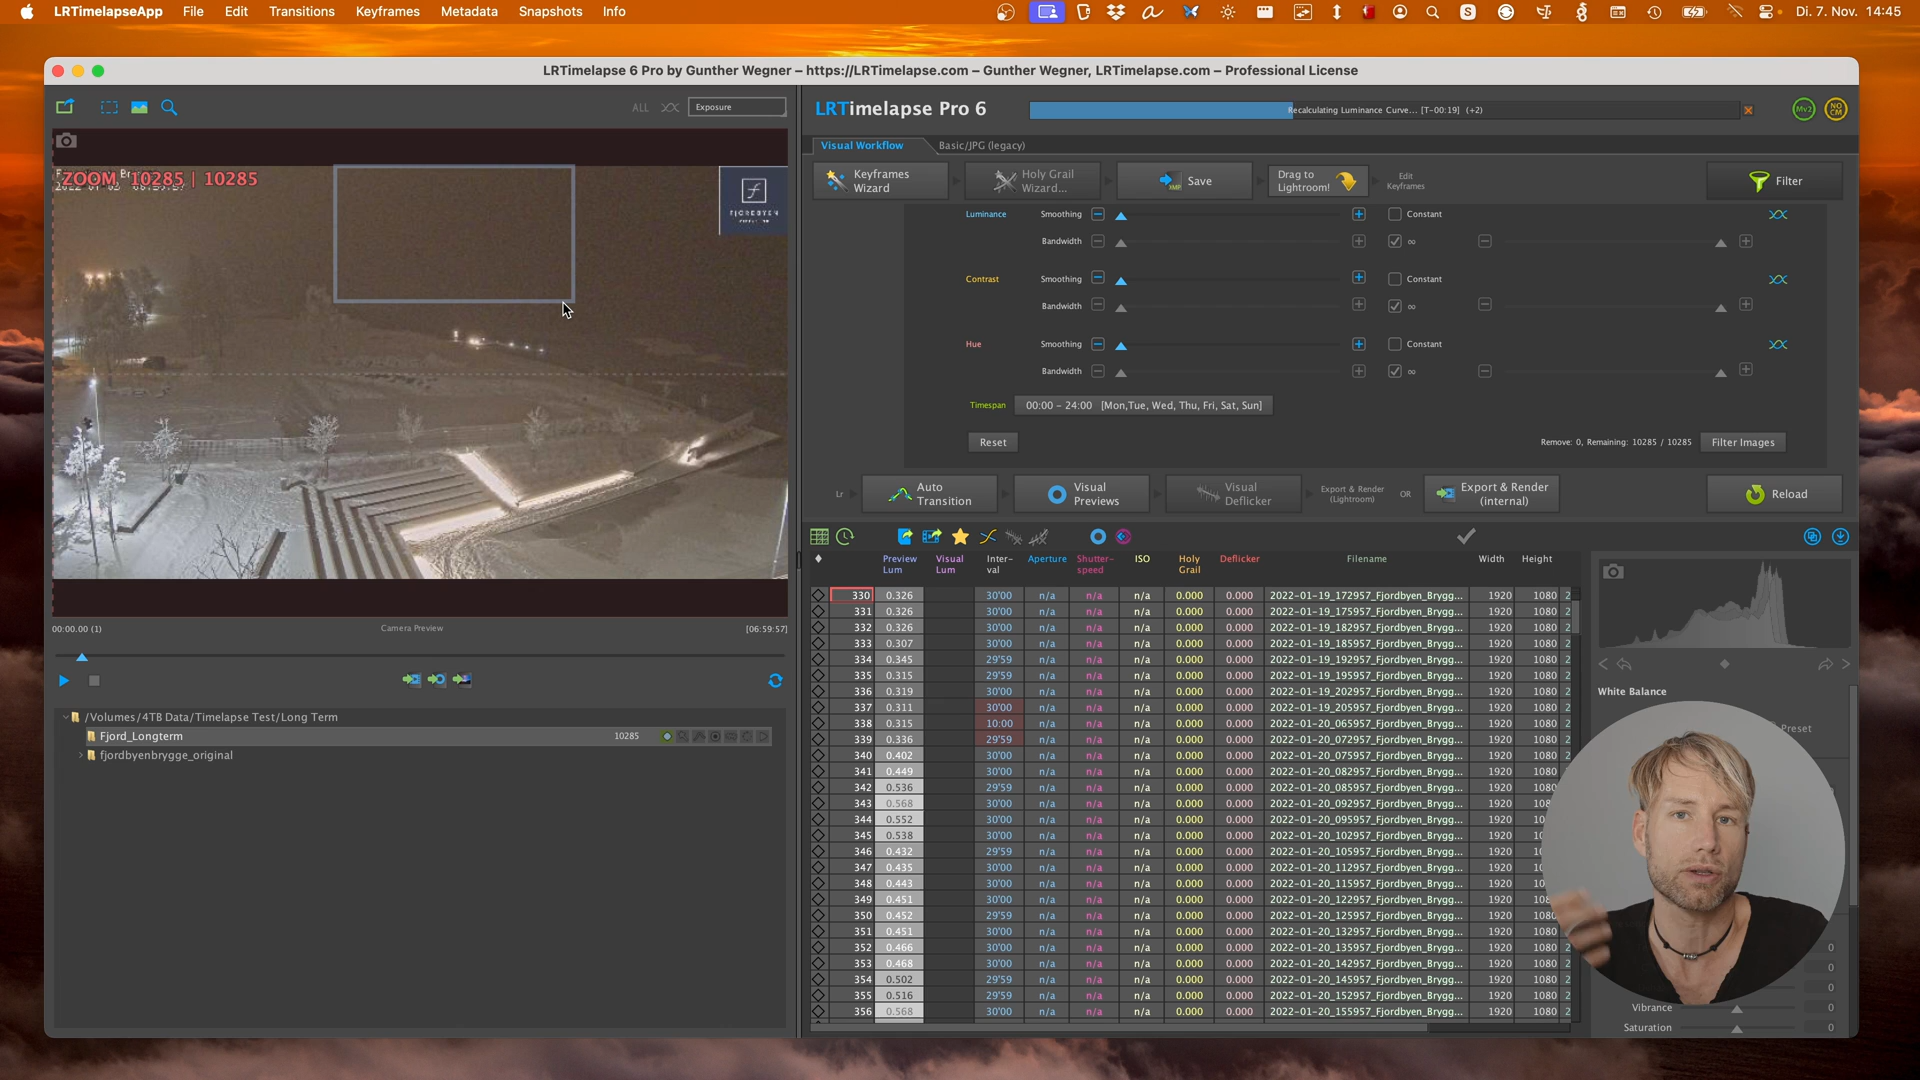 LRTimelapseApp File Edit Transitions Keyframes Metadata Snapshots Info Di. 7. Nov. 14:45
LRTimelapse 6 Pro by Gunther Wegner – https://LRTimelapse.com – Gunther Wegner, LRTimelapse.com – Professional License
ALL Exposure
LRTimelapse Pro 6
Recalculating Luminance Curve... [T-00:19] (+2)
Mv2 NO CM
Visual Workflow Basic/JPG (legacy)
Keyframes Wizard
Holy Grail Wizard...
Save
Drag to Lightroom!
Edit Keyframes
Filter
ZOOM, 10285 | 10285
Luminance Smoothing Constant
Bandwidth ∞
Contrast Smoothing Constant
Bandwidth ∞
Hue Smoothing Constant
Bandwidth ∞
Timespan 00:00 – 24:00 [Mon,Tue, Wed, Thu, Fri, Sat, Sun]
Reset Remove: 0, Remaining: 10285 / 10285 Filter Images
Lr Auto Transition
Visual Previews
Visual Deflicker
Export & Render (Lightroom)
OR
Export & Render (internal)
Reload
Preview Lum Visual Lum Inter-val Aperture Shutter-speed ISO Holy Grail Deflicker Filename Width Height
330 0.326 30'00 n/a n/a n/a 0.000 0.000 2022-01-19_172957_Fjordbyen_Brygg... 1920 1080 2
331 0.326 30'00 n/a n/a n/a 0.000 0.000 2022-01-19_175957_Fjordbyen_Brygg... 1920 1080 2
332 0.326 30'00 n/a n/a n/a 0.000 0.000 2022-01-19_182957_Fjordbyen_Brygg... 1920 1080 2
333 0.307 30'00 n/a n/a n/a 0.000 0.000 2022-01-19_185957_Fjordbyen_Brygg... 1920 1080 2
334 0.345 29'59 n/a n/a n/a 0.000 0.000 2022-01-19_192957_Fjordbyen_Brygg... 1920 1080 2
335 0.315 29'59 n/a n/a n/a 0.000 0.000 2022-01-19_195957_Fjordbyen_Brygg... 1920 1080 2
336 0.319 30'00 n/a n/a n/a 0.000 0.000 2022-01-19_202957_Fjordbyen_Brygg... 1920 1080 2
337 0.311 30'00 n/a n/a n/a 0.000 0.000 2022-01-19_205957_Fjordbyen_Brygg... 1920 1080 2
338 0.315 10:00 n/a n/a n/a 0.000 0.000 2022-01-20_065957_Fjordbyen_Brygg... 1920 1080 2
339 0.336 29'59 n/a n/a n/a 0.000 0.000 2022-01-20_072957_Fjordbyen_Brygg... 1920 1080 2
340 0.402 30'00 n/a n/a n/a 0.000 0.000 2022-01-20_075957_Fjordbyen_Brygg... 1920 1080 2
341 0.449 30'00 n/a n/a n/a 0.000 0.000 2022-01-20_082957_Fjordbyen_Brygg... 1920 1080 2
342 0.536 29'59 n/a n/a n/a 0.000 0.000 2022-01-20_085957_Fjordbyen_Brygg... 1920 1080
343 0.568 30'00 n/a n/a n/a 0.000 0.000 2022-01-20_092957_Fjordbyen_Brygg... 1920 1080
344 0.552 30'00 n/a n/a n/a 0.000 0.000 2022-01-20_095957_Fjordbyen_Brygg... 1920
345 0.538 30'00 n/a n/a n/a 0.000 0.000 2022-01-20_102957_Fjordbyen_Brygg... 1920
346 0.432 29'59 n/a n/a n/a 0.000 0.000 2022-01-20_105957_Fjordbyen_Brygg... 1920
347 0.435 30'00 n/a n/a n/a 0.000 0.000 2022-01-20_112957_Fjordbyen_Brygg... 1920
348 0.443 30'00 n/a n/a n/a 0.000 0.000 2022-01-20_115957_Fjordbyen_Brygg... 1920
349 0.451 30'00 n/a n/a n/a 0.000 0.000 2022-01-20_122957_Fjordbyen_Brygg... 1920
350 0.452 29'59 n/a n/a n/a 0.000 0.000 2022-01-20_125957_Fjordbyen_Brygg... 1920
351 0.451 30'00 n/a n/a n/a 0.000 0.000 2022-01-20_132957_Fjordbyen_Brygg... 1920
352 0.466 30'00 n/a n/a n/a 0.000 0.000 2022-01-20_135957_Fjordbyen_Brygg... 1920
353 0.468 30'00 n/a n/a n/a 0.000 0.000 2022-01-20_142957_Fjordbyen_Brygg... 1920 1080
354 0.502 29'59 n/a n/a n/a 0.000 0.000 2022-01-20_145957_Fjordbyen_Brygg... 1920 1080
355 0.516 29'59 n/a n/a n/a 0.000 0.000 2022-01-20_152957_Fjordbyen_Brygg... 1920 1080 2
356 0.568 30'00 n/a n/a n/a 0.000 0.000 2022-01-20_155957_Fjordbyen_Brygg... 1920 1080 2
00:00.00 (1) Camera Preview [06:59:57]
/Volumes/4TB Data/Timelapse Test/Long Term
Fjord_Longterm 10285
fjordbyenbrygge_original
White Balance
Preset
0
0
0
Vibrance 0
Saturation 0